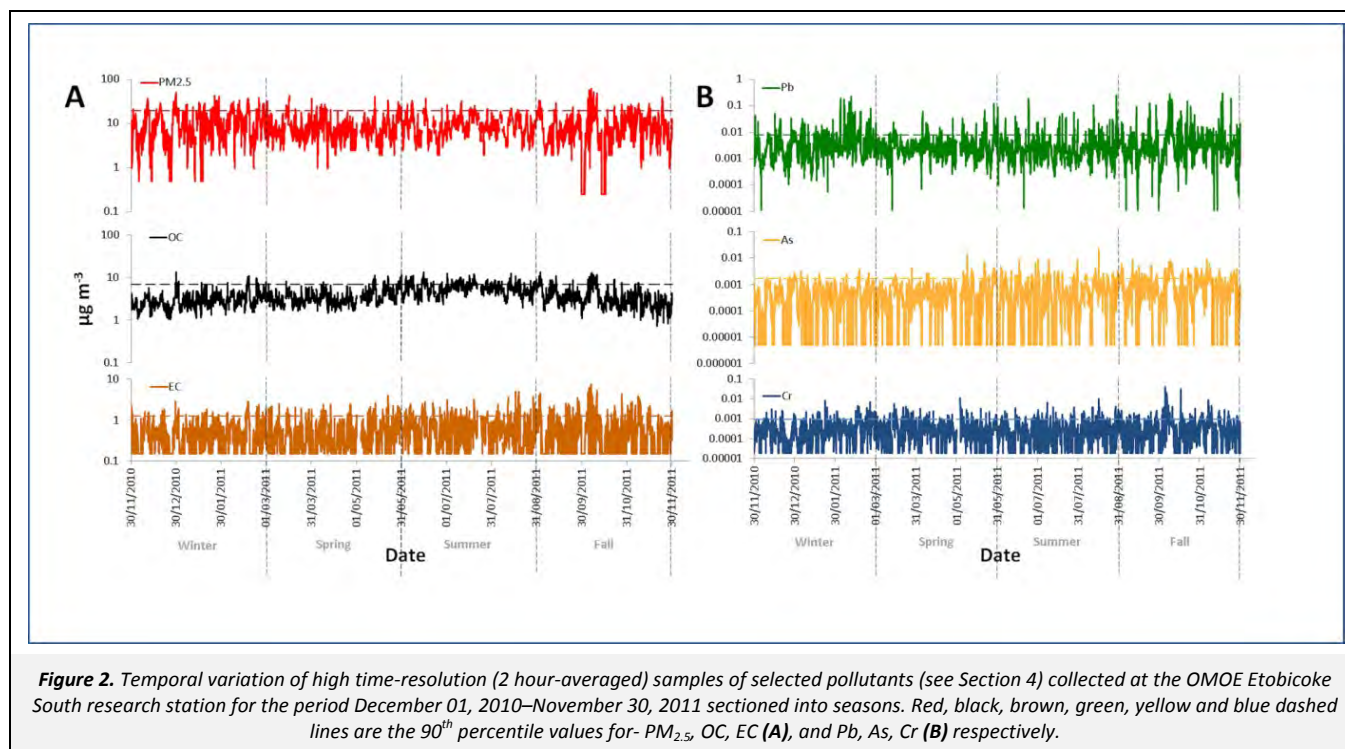 A
PM2.5
100
10
1
0.1
OC
100
10
1
0.1
EC
10
1
0.1
µg m-3
30/11/2010
30/12/2010
30/01/2011
01/03/2011
31/03/2011
01/05/2011
31/05/2011
01/07/2011
31/07/2011
31/08/2011
30/09/2011
31/10/2011
30/11/2011
Winter
Spring
Summer
Fall
Date
B
Pb
1
0.1
0.01
0.001
0.0001
0.00001
As
0.1
0.01
0.001
0.0001
0.00001
0.000001
Cr
0.1
0.01
0.001
0.0001
0.00001
30/11/2010
30/12/2010
30/01/2011
01/03/2011
31/03/2011
01/05/2011
31/05/2011
01/07/2011
31/07/2011
31/08/2011
30/09/2011
31/10/2011
30/11/2011
Winter
Spring
Summer
Fall
Date
Figure 2. Temporal variation of high time-resolution (2 hour-averaged) samples of selected pollutants (see Section 4) collected at the OMOE Etobicoke
South research station for the period December 01, 2010–November 30, 2011 sectioned into seasons. Red, black, brown, green, yellow and blue dashed
lines are the 90th percentile values for- PM2.5, OC, EC (A), and Pb, As, Cr (B) respectively.